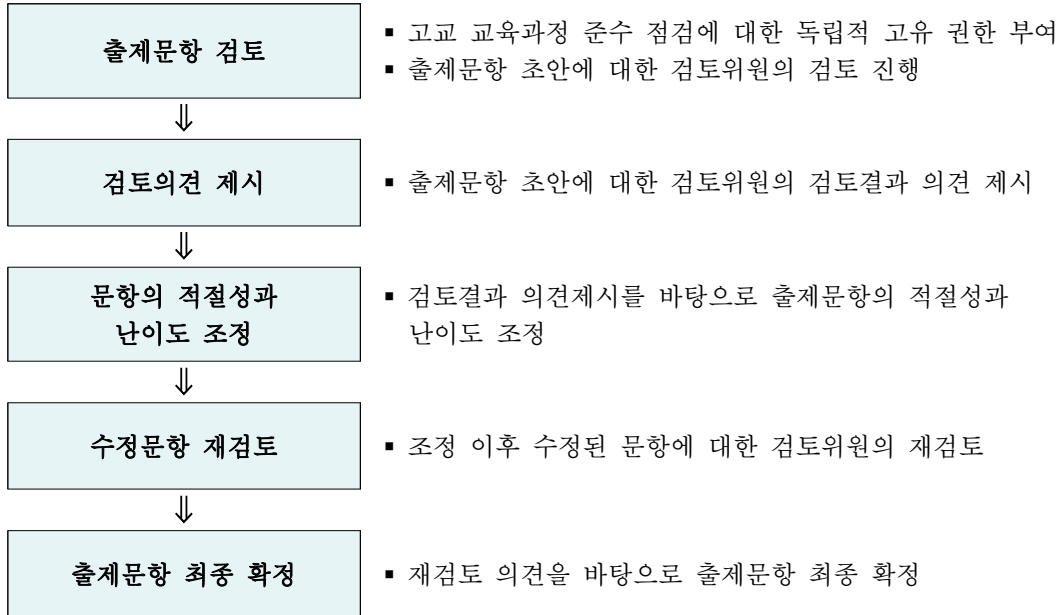 출제문항 검토
▪ 고교 교육과정 준수 점검에 대한 독립적 고유 권한 부여
▪ 출제문항 초안에 대한 검토위원의 검토 진행
⇓
검토의견 제시
▪ 출제문항 초안에 대한 검토위원의 검토결과 의견 제시
⇓
문항의 적절성과
난이도 조정
▪ 검토결과 의견제시를 바탕으로 출제문항의 적절성과
난이도 조정
⇓
수정문항 재검토
▪ 조정 이후 수정된 문항에 대한 검토위원의 재검토
⇓
출제문항 최종 확정
▪ 재검토 의견을 바탕으로 출제문항 최종 확정